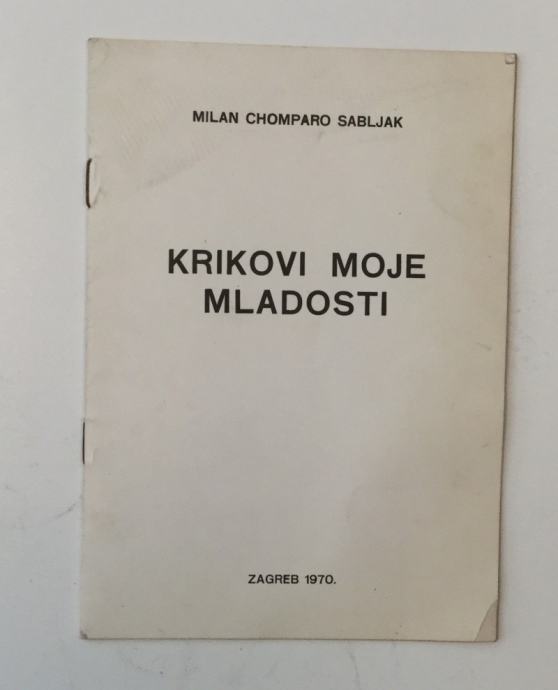 MILAN CHOMPARO SABLJAK
KRIKOVI MOJE
MLADOSTI
ZAGREB 1970.